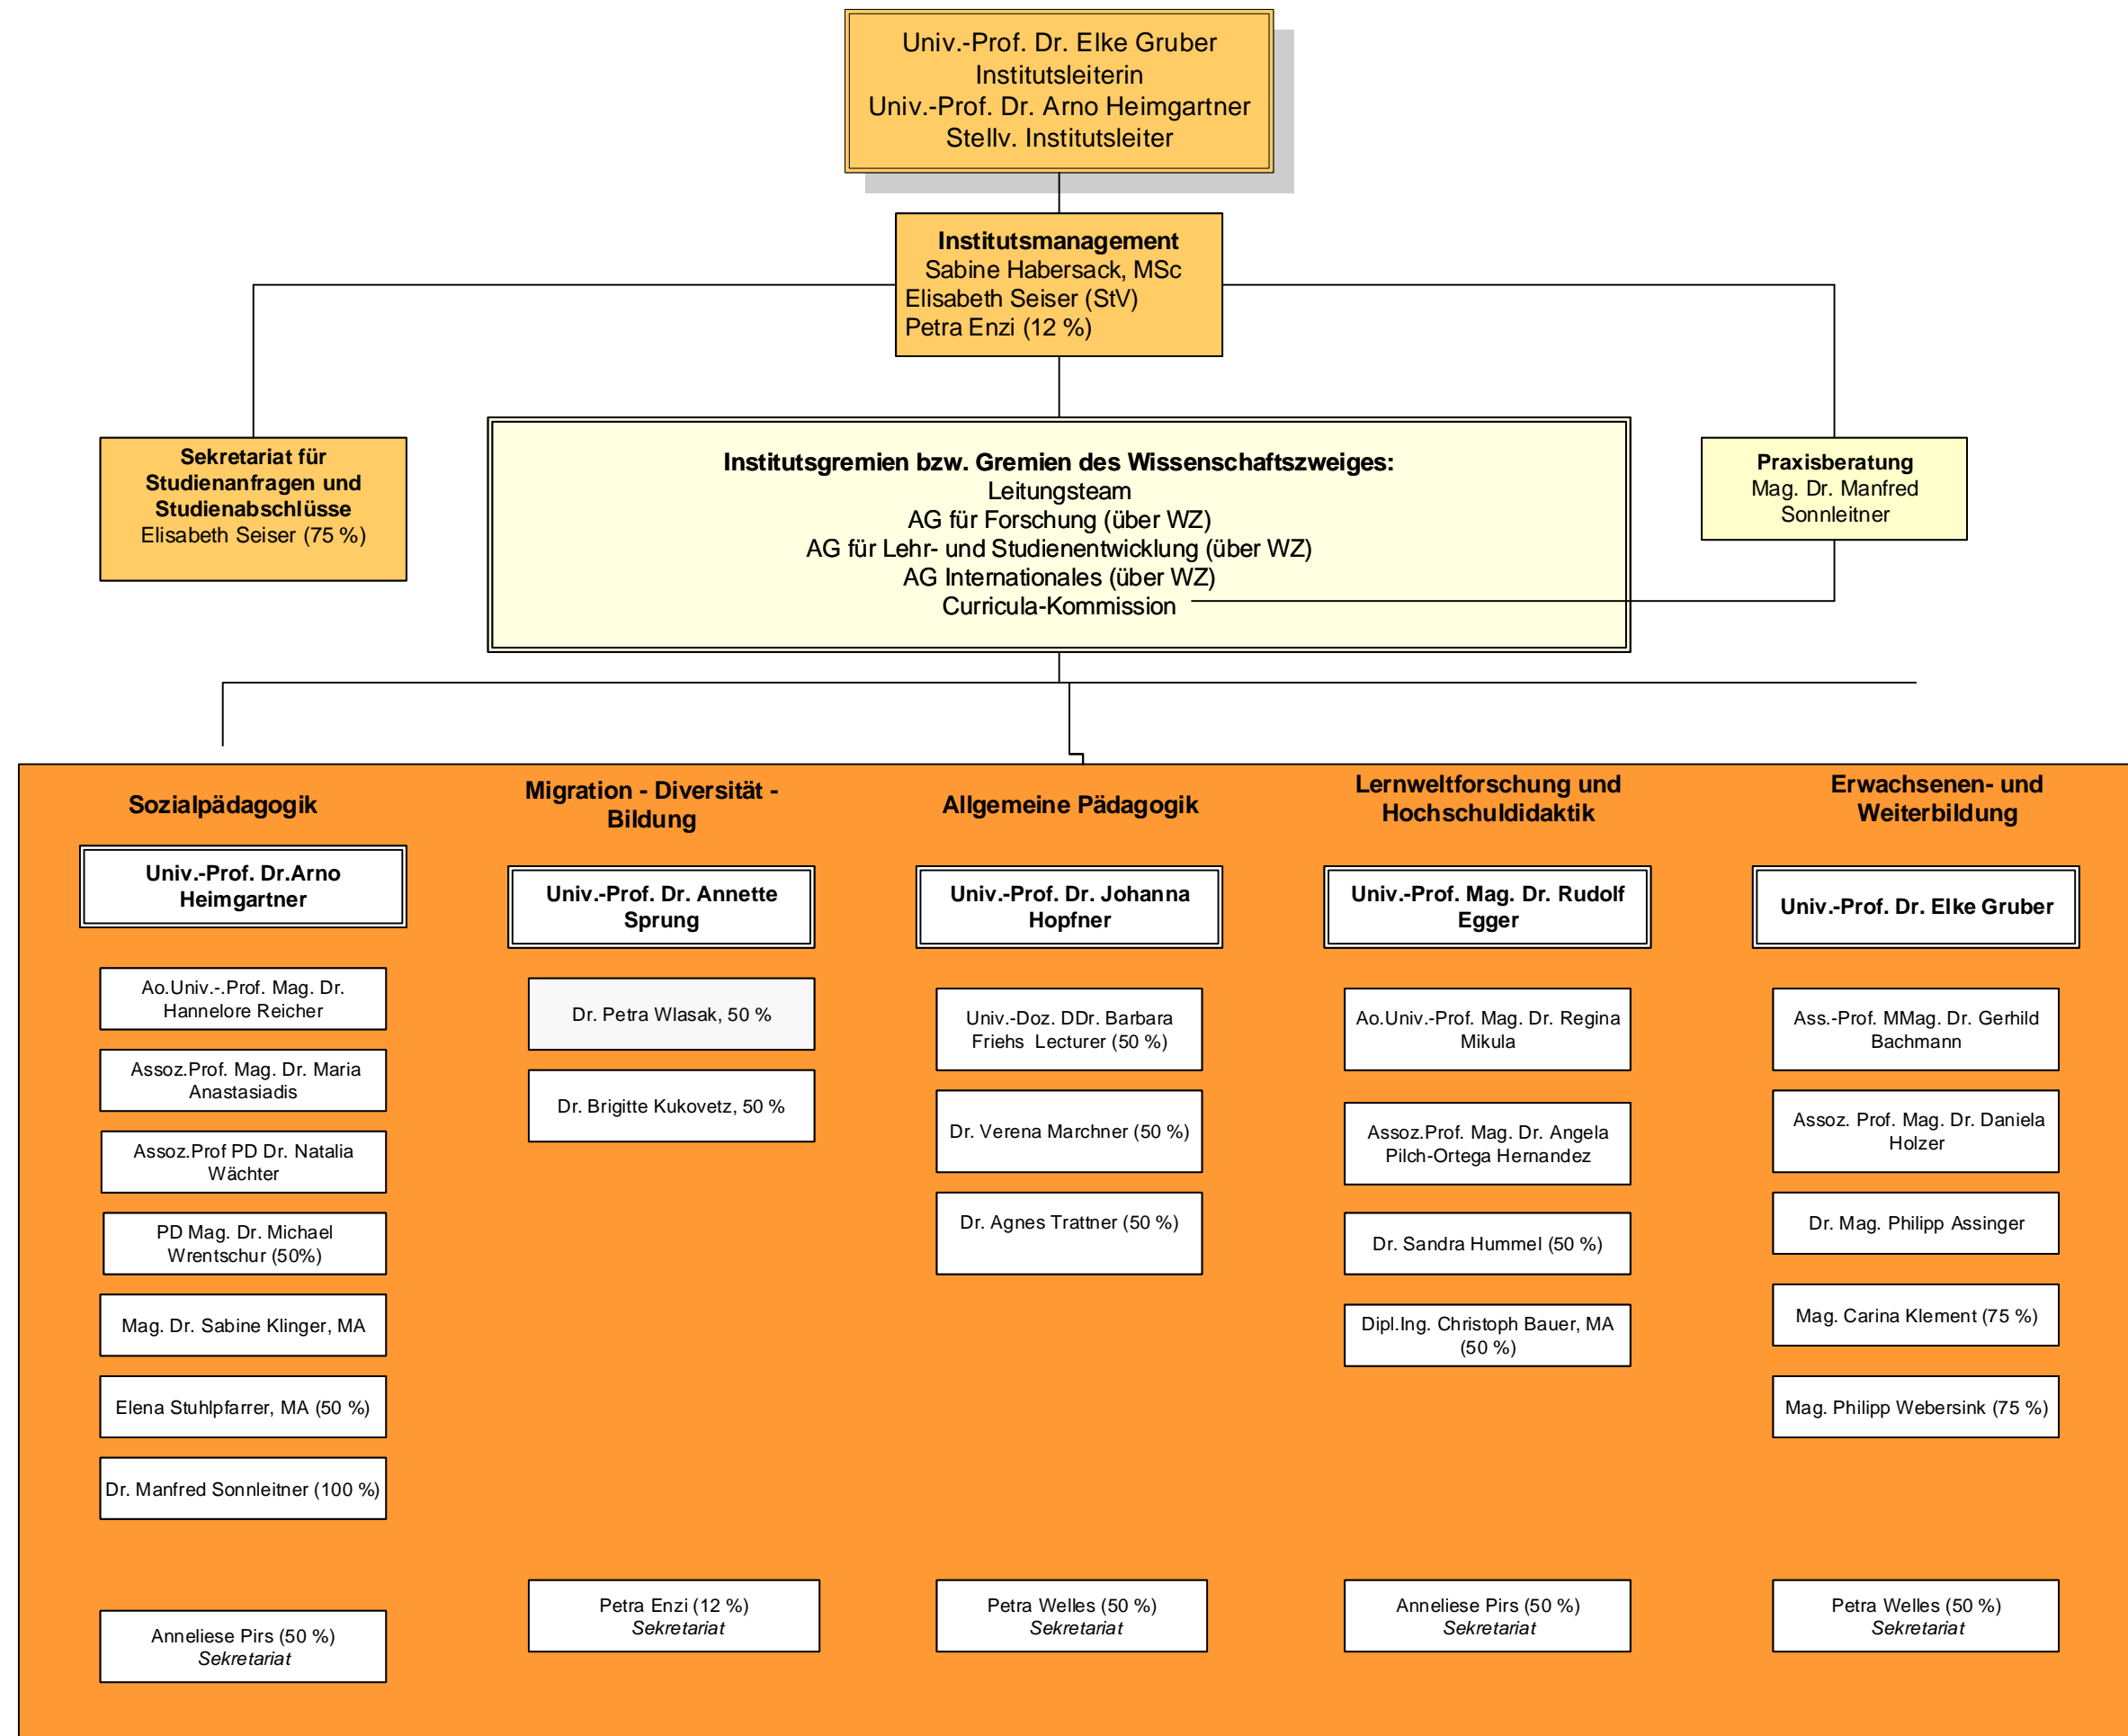 Univ.-Prof. Dr. Elke Gruber
Institutsleiterin
Univ.-Prof. Dr. Arno Heimgartner
Stellv. Institutsleiter
Institutsmanagement
Sabine Habersack, MSc
Elisabeth Seiser (StV)
Petra Enzi (12 %)
Sekretariat für
Studienanfragen und
Studienabschlüsse
Elisabeth Seiser (75 %)
Institutsgremien bzw. Gremien des Wissenschaftszweiges:
Leitungsteam
AG für Forschung (über WZ)
AG für Lehr- und Studienentwicklung (über WZ)
AG Internationales (über WZ)
Curricula-Kommission
Praxisberatung
Mag. Dr. Manfred
Sonnleitner
Sozialpädagogik
Univ.-Prof. Dr.Arno
Heimgartner
Ao.Univ.-.Prof. Mag. Dr.
Hannelore Reicher
Assoz.Prof. Mag. Dr. Maria
Anastasiadis
Assoz.Prof PD Dr. Natalia
Wächter
PD Mag. Dr. Michael
Wrentschur (50%)
Mag. Dr. Sabine Klinger, MA
Elena Stuhlpfarrer, MA (50 %)
Dr. Manfred Sonnleitner (100 %)
Anneliese Pirs (50 %)
Sekretariat
Migration - Diversität -
Bildung
Univ.-Prof. Dr. Annette
Sprung
Dr. Petra Wlasak, 50 %
Dr. Brigitte Kukovetz, 50 %
Petra Enzi (12 %)
Sekretariat
Allgemeine Pädagogik
Univ.-Prof. Dr. Johanna
Hopfner
Univ.-Doz. DDr. Barbara
Friehs  Lecturer (50 %)
Dr. Verena Marchner (50 %)
Dr. Agnes Trattner (50 %)
Petra Welles (50 %)
Sekretariat
Lernweltforschung und
Hochschuldidaktik
Univ.-Prof. Mag. Dr. Rudolf
Egger
Ao.Univ.-Prof. Mag. Dr. Regina
Mikula
Assoz.Prof. Mag. Dr. Angela
Pilch-Ortega Hernandez
Dr. Sandra Hummel (50 %)
Dipl.Ing. Christoph Bauer, MA
(50 %)
Anneliese Pirs (50 %)
Sekretariat
Erwachsenen- und
Weiterbildung
Univ.-Prof. Dr. Elke Gruber
Ass.-Prof. MMag. Dr. Gerhild
Bachmann
Assoz. Prof. Mag. Dr. Daniela
Holzer
Dr. Mag. Philipp Assinger
Mag. Carina Klement (75 %)
Mag. Philipp Webersink (75 %)
Petra Welles (50 %)
Sekretariat